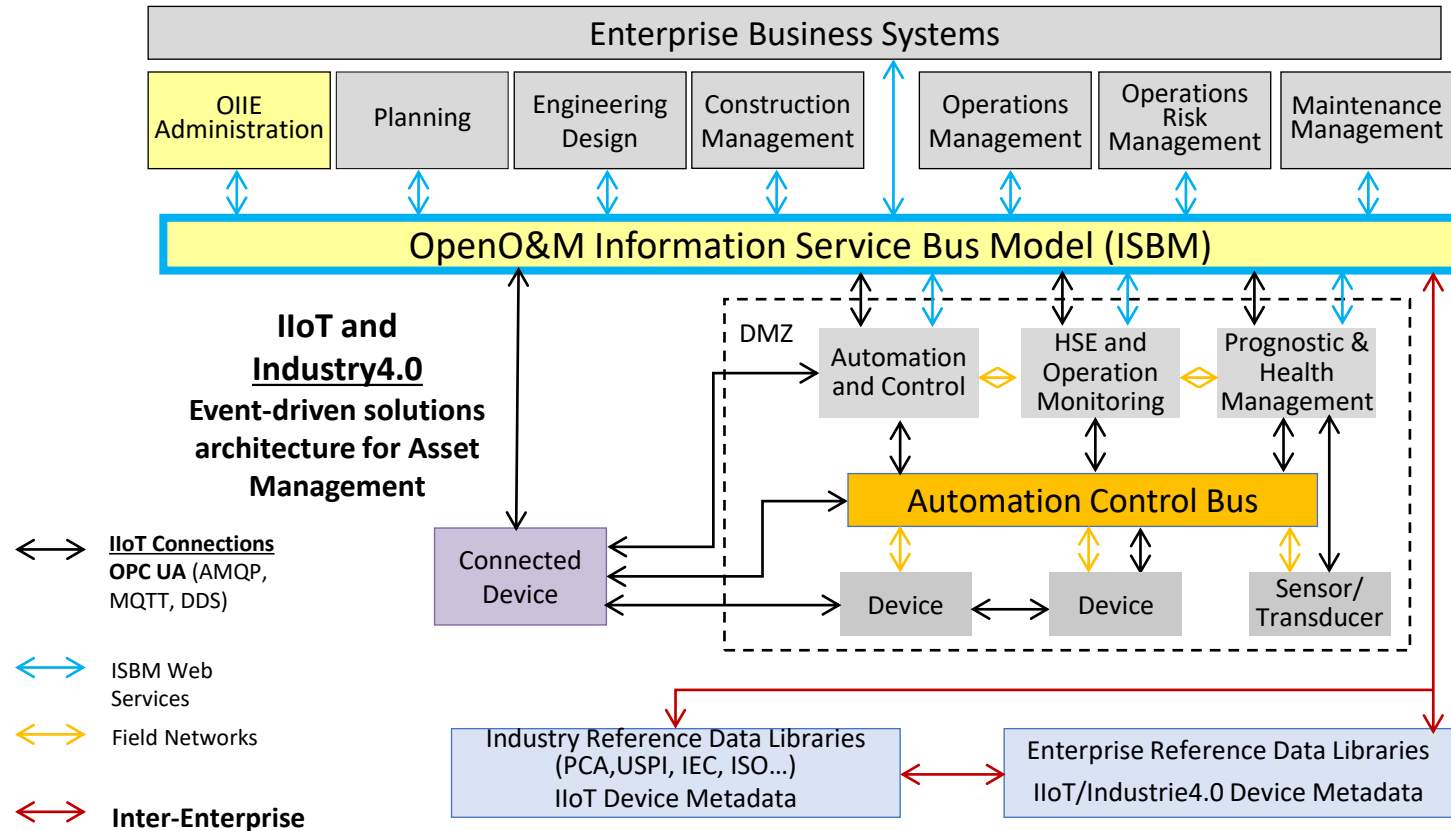 Enterprise Business Systems
OIIE
Administration
Planning
Engineering
Design
Construction
Management
Operations
Management
Operations
Risk
Management
Maintenance
Management
OpenO&M Information Service Bus Model (ISBM)
IIoT and
Industry4.0
Event-driven solutions
architecture for Asset
Management
DMZ
Automation
and Control
HSE and
Operation
Monitoring
Prognostic &
Health
Management
Automation Control Bus
Connected
Device
Device
Device
Sensor/
Transducer
IIoT Connections
OPC UA (AMQP,
MQTT, DDS)
ISBM Web
Services
Field Networks
Inter-Enterprise
Industry Reference Data Libraries
(PCA,USPI, IEC, ISO...)
IIoT Device Metadata
Enterprise Reference Data Libraries
IIoT/Industrie4.0 Device Metadata